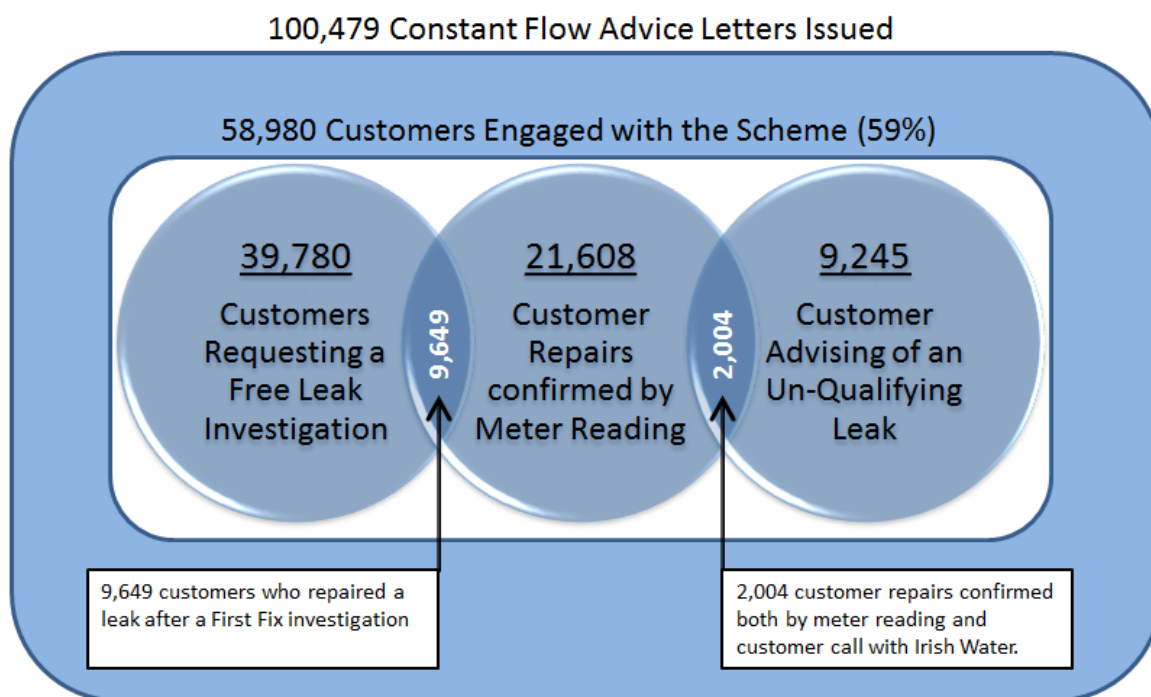 100,479 Constant Flow Advice Letters Issued
58,980 Customers Engaged with the Scheme (59%)
39,780
Customers
Requesting a
Free Leak
Investigation
9,649
21,608
Customer
Repairs
confirmed by
Meter Reading
2,004
9,245
Customer
Advising of an
Un-Qualifying
Leak
9,649 customers who repaired a
leak after a First Fix investigation
2,004 customer repairs confirmed
both by meter reading and
customer call with Irish Water.